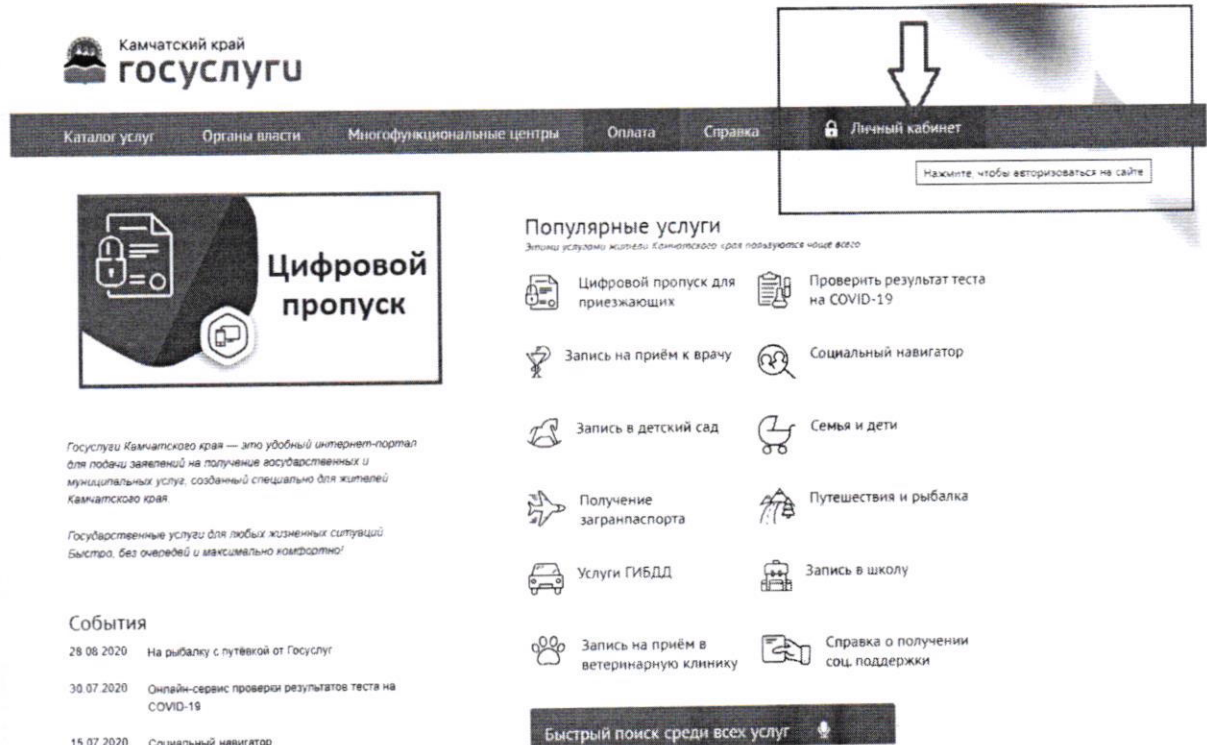 Камчатский край
госуслуги
Каталог услуг Органы власти Многофункциональные центры Оплата Справка Личный кабинет
Нажмите, чтобы авторизоваться на сайте
Цифровой
пропуск
Госуслуги Камчатского края — это удобный интернет-портал
для подачи заявлений на получение государственных и
муниципальных услуг, созданный специально для жителей
Камчатского края.
Государственные услуги для любых жизненных ситуаций
Быстро, без очередей и максимально комфортно!
События
28.08.2020 На рыбалку с путёвкой от Госуслуг
30.07.2020 Онлайн-сервис проверки результатов теста на
COVID-19
15.07.2020 Социальный навигатор
Популярные услуги
Этими услугами жители Камчатского края пользуются чаще всего
Цифровой пропуск для
приезжающих
Проверить результат теста
на COVID-19
Запись на приём к врачу
Социальный навигатор
Запись в детский сад
Семья и дети
Получение
загранпаспорта
Путешествия и рыбалка
Услуги ГИБДД
Запись в школу
Запись на приём в
ветеринарную клинику
Справка о получении
соц. поддержки
Быстрый поиск среди всех услуг